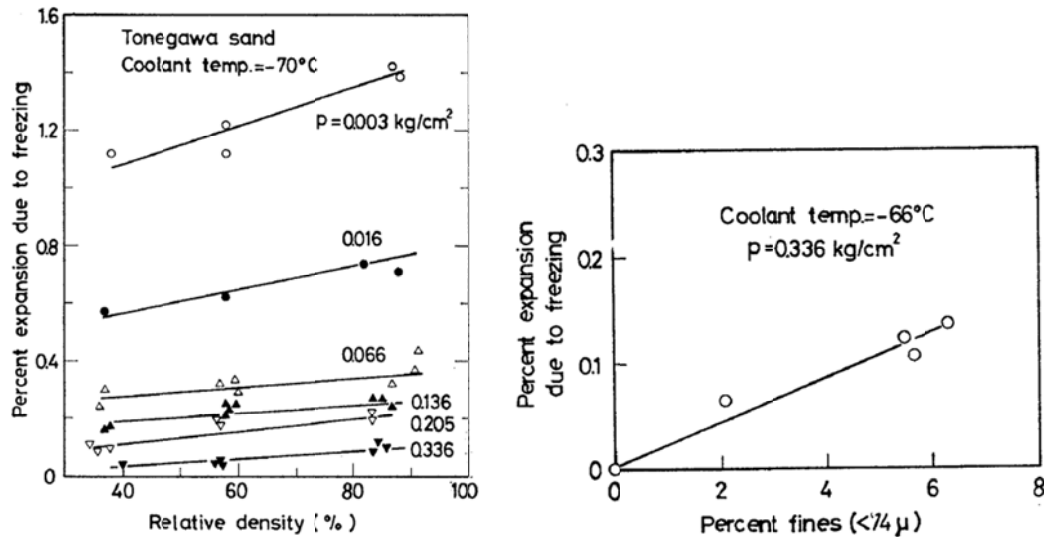 Percent expansion due to freezing
1.6
1.2
0.8
0.4
0
Tonegawa sand
Coolant temp.=-70°C
P=0.003 kg/cm²
0.016
0.066
0.136
0.205
0.336
40
60
80
100
Relative density (%)
Percent expansion
due to freezing
0.3
0.2
0.1
0
Coolant temp.=-66°C
P=0.336 kg/cm²
0
2
4
6
8
Percent fines (<74 μ)